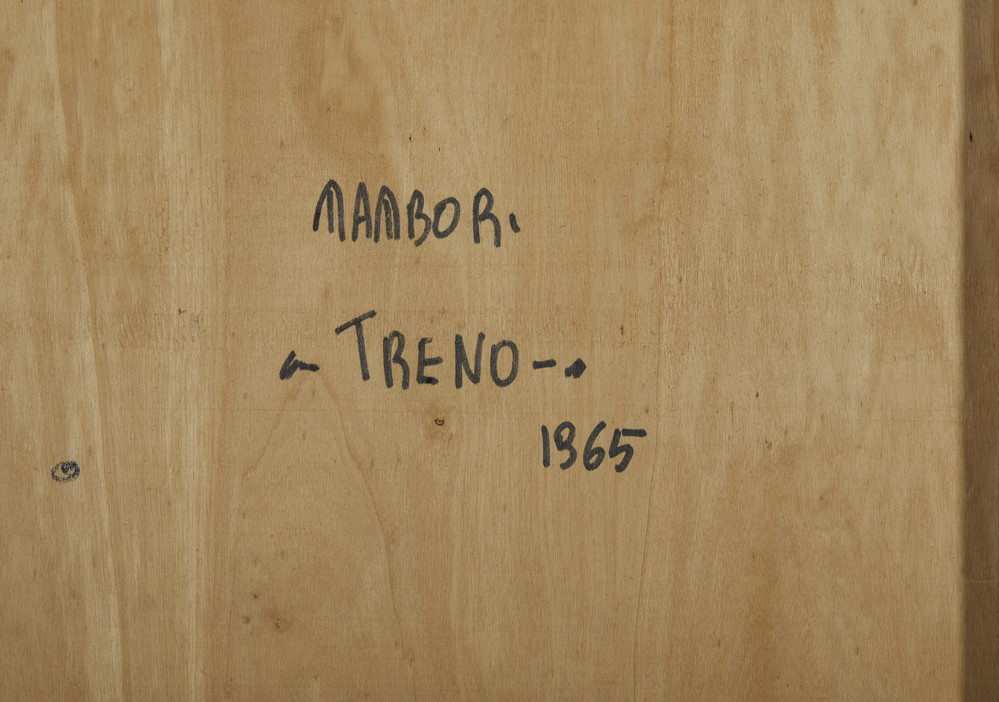 MAMBOR.
~ TRENO -.
1965